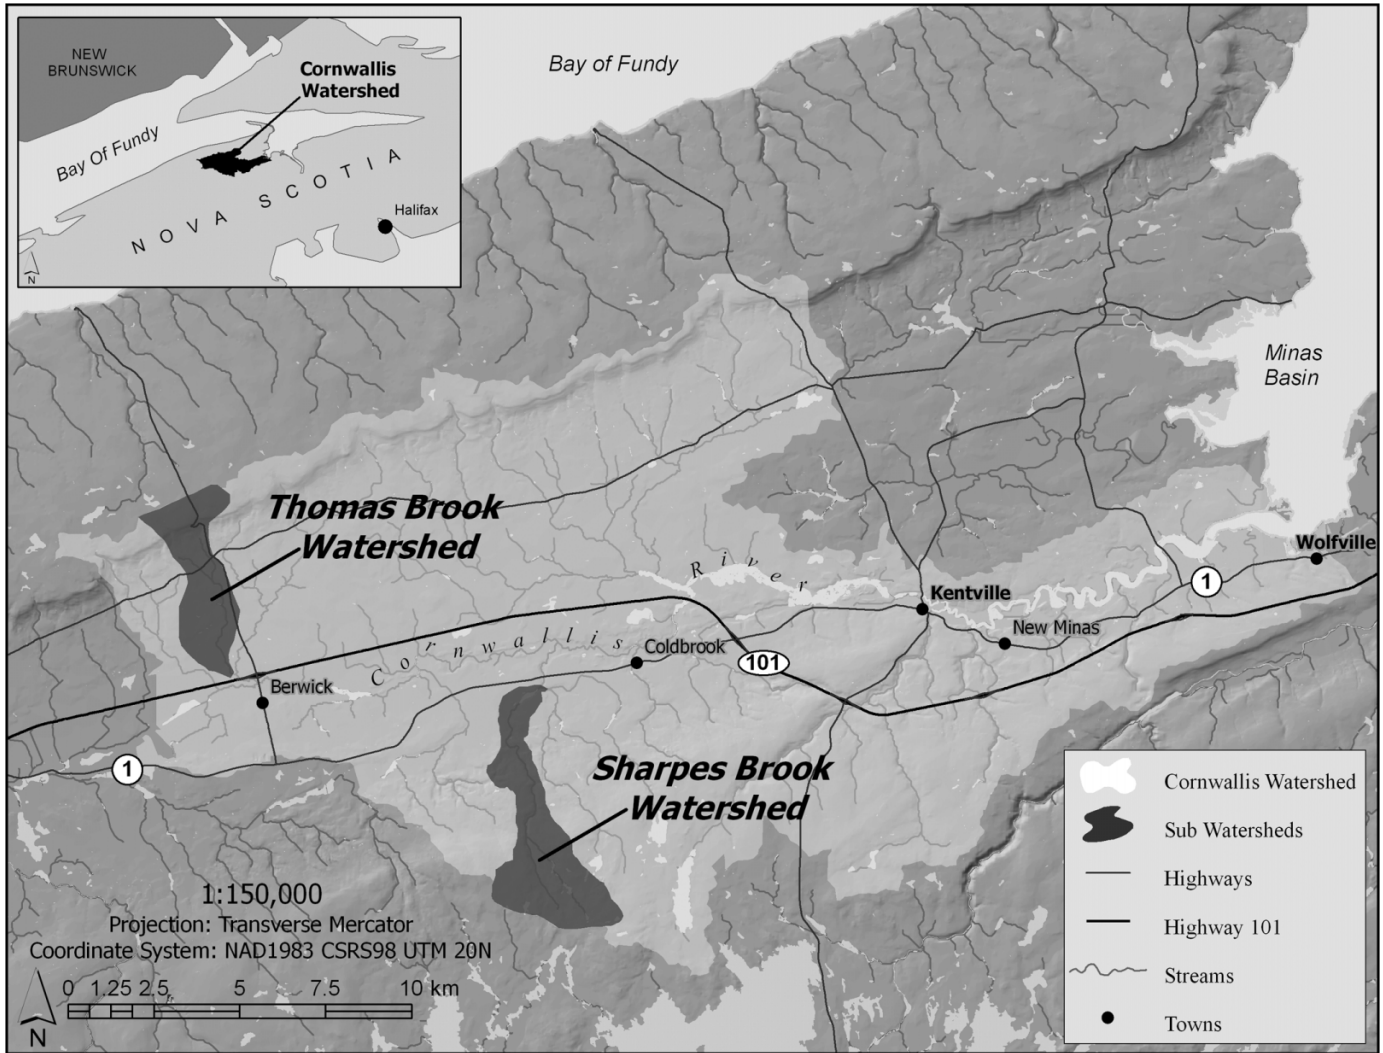 NEW
BRUNSWICK
Cornwallis
Watershed
Bay Of Fundy
NOVA SCOTIA
Halifax
N
Bay of Fundy
Minas
Basin
Thomas Brook
Watershed
Cornwallis River
Wolfville
1
Kentville
New Minas
Coldbrook
101
Berwick
1
Sharpes Brook
Watershed
1:150,000
Projection: Transverse Mercator
Coordinate System: NAD1983 CSRS98 UTM 20N
0 1.25 2.5 5 7.5 10 km
N
Cornwallis Watershed
Sub Watersheds
Highways
Highway 101
Streams
Towns